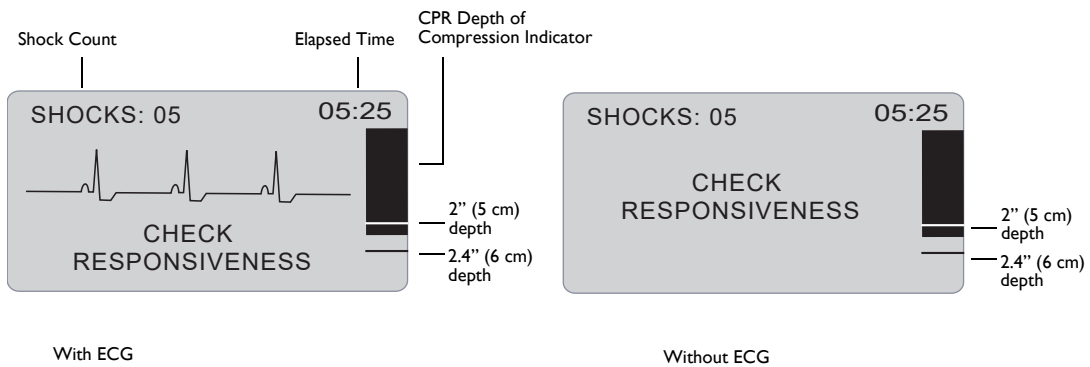 Shock Count
Elapsed Time
CPR Depth of
Compression Indicator
SHOCKS: 05
05:25
CHECK
RESPONSIVENESS
2” (5 cm)
depth
2.4” (6 cm)
depth
With ECG
SHOCKS: 05
05:25
CHECK
RESPONSIVENESS
2” (5 cm)
depth
2.4” (6 cm)
depth
Without ECG